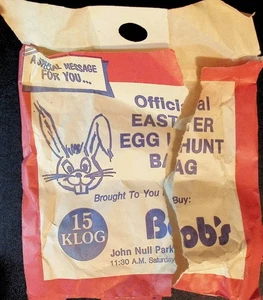 A SPECIAL MESSAGE
FOR YOU...
Official
EASTER
EGG HUNT
BAG
Brought To You Buy:
15
KLOG
Bob's
John Null Park
11:30 A.M. Saturday